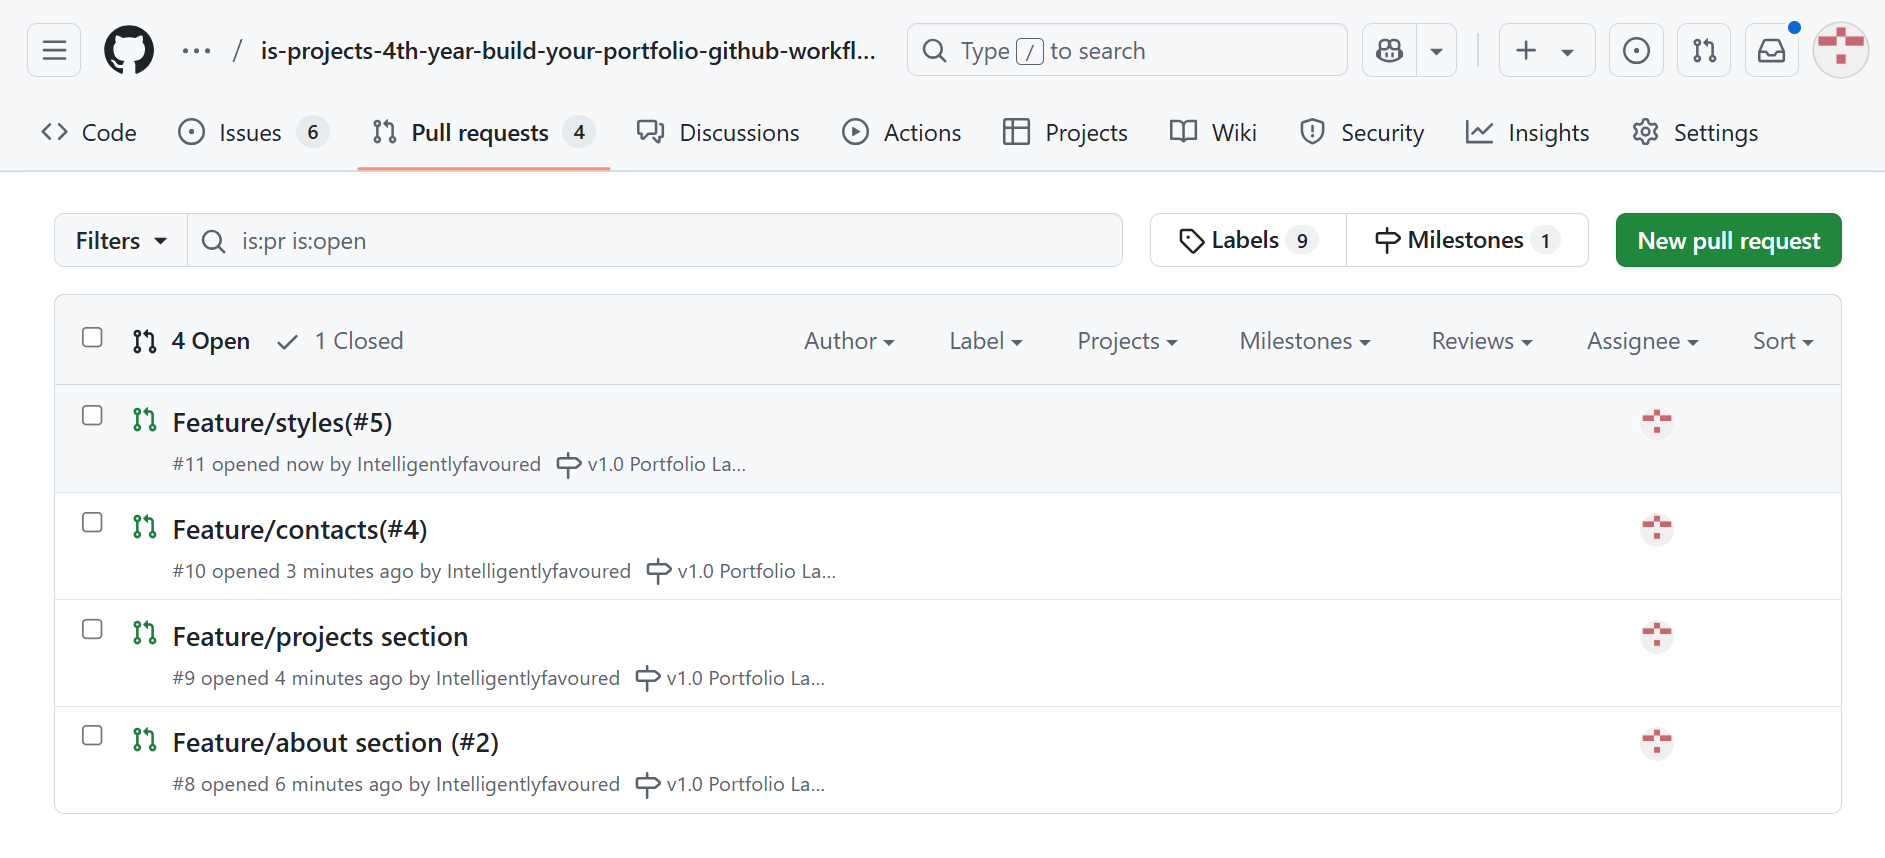 ... / is-projects-4th-year-build-your-portfolio-github-workfl... Type / to search
Code Issues 6 Pull requests 4 Discussions Actions Projects Wiki Security Insights Settings
Filters is:pr is:open Labels 9 Milestones 1 New pull request
4 Open 1 Closed Author Label Projects Milestones Reviews Assignee Sort
Feature/styles(#5)
#11 opened now by Intelligentlyfavoured v1.0 Portfolio La...
Feature/contacts(#4)
#10 opened 3 minutes ago by Intelligentlyfavoured v1.0 Portfolio La...
Feature/projects section
#9 opened 4 minutes ago by Intelligentlyfavoured v1.0 Portfolio La...
Feature/about section (#2)
#8 opened 6 minutes ago by Intelligentlyfavoured v1.0 Portfolio La...